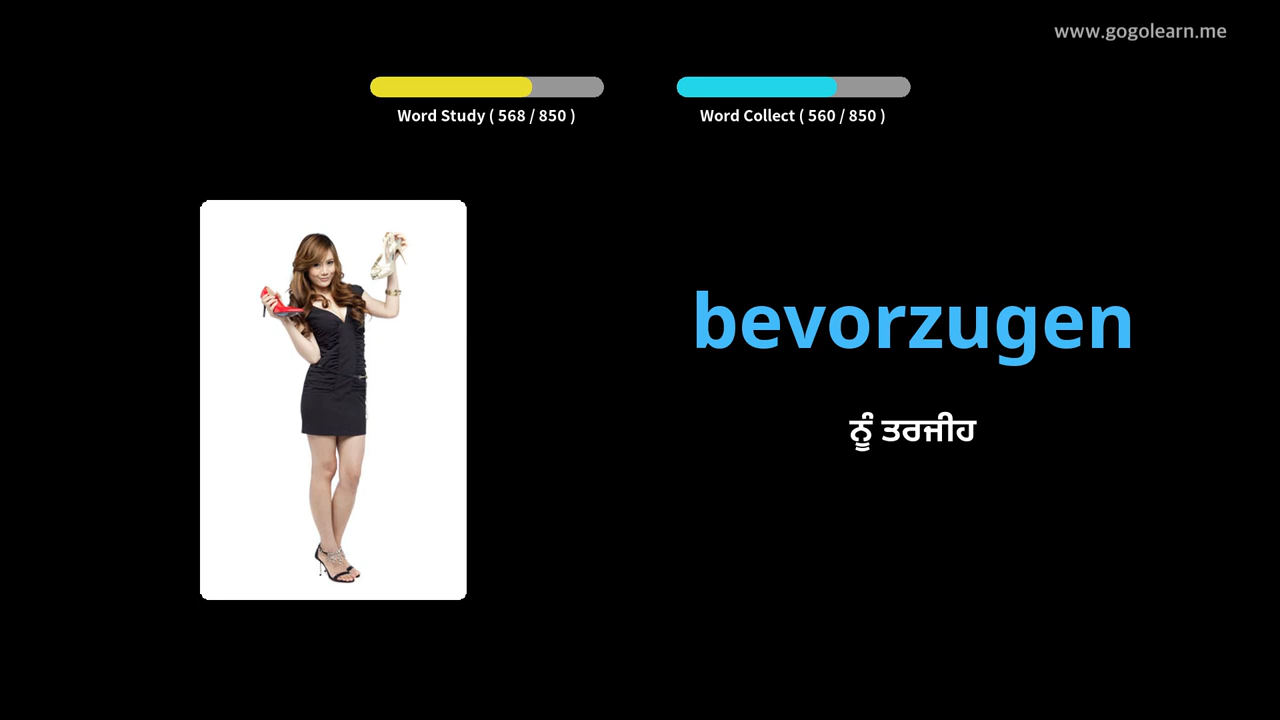 www.gogolearn.me
Word Study ( 568 / 850 )
Word Collect ( 560 / 850 )
bevorzugen
ਨੂੰ ਤਰਜੀਹ